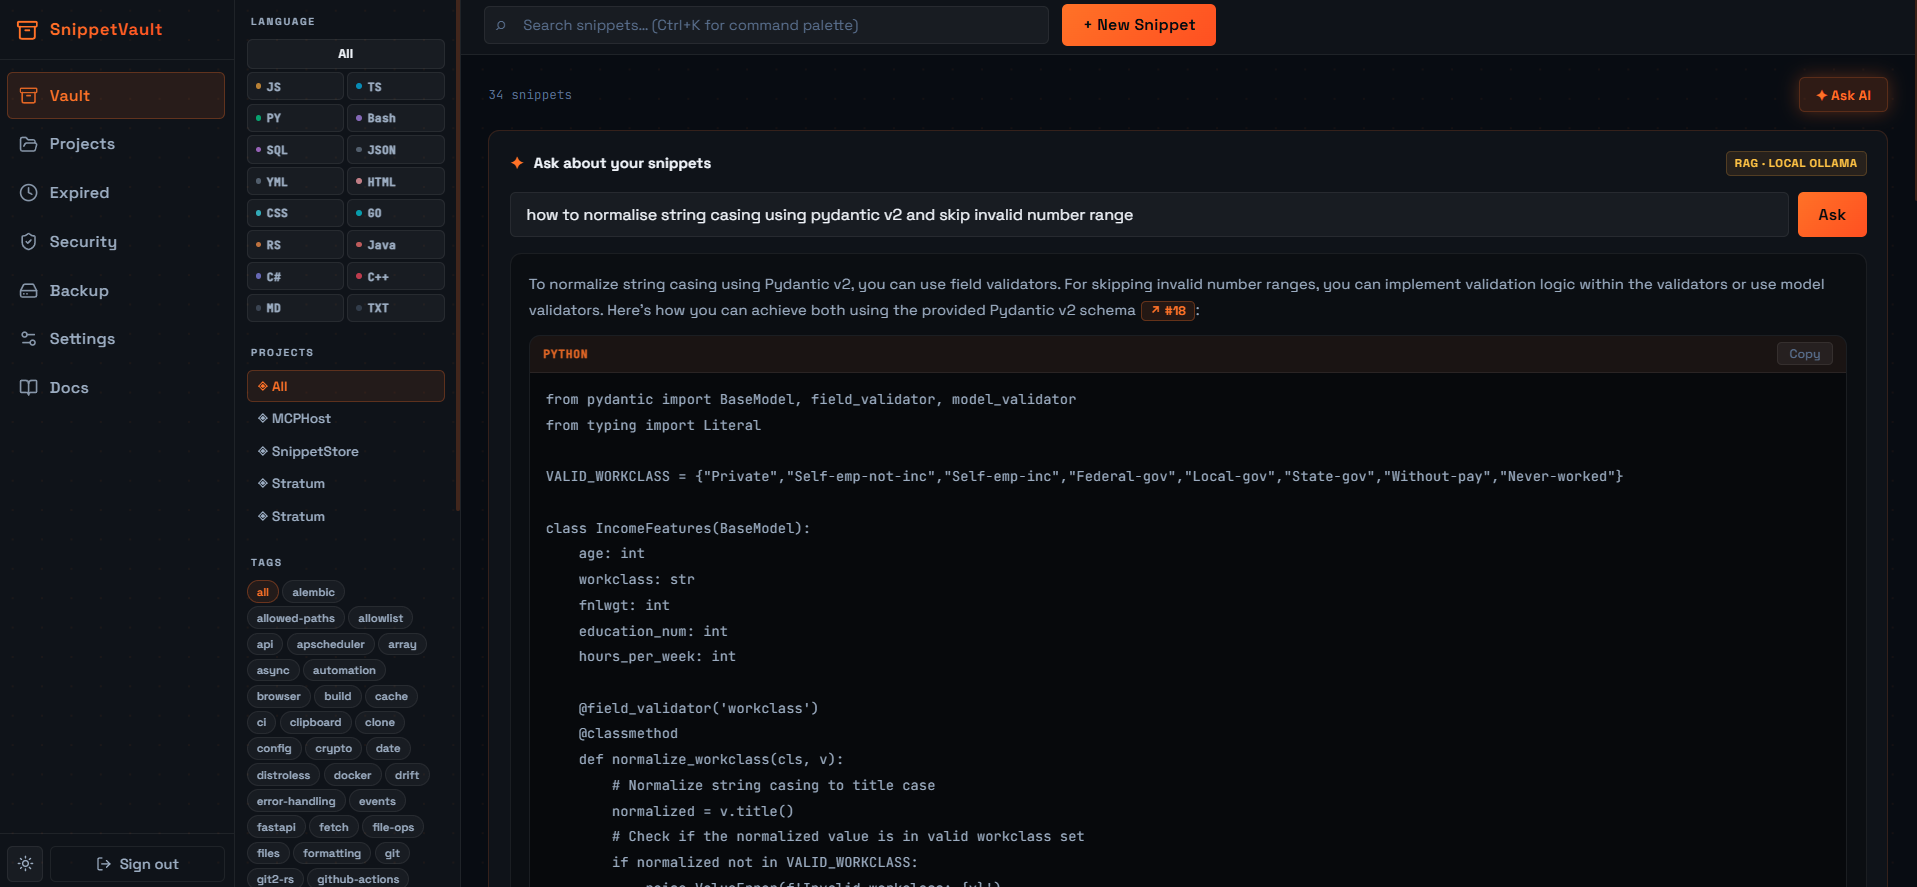 SnippetVault
Vault
Projects
Expired
Security
Backup
Settings
Docs
Sign out
LANGUAGE
All
JS TS
PY Bash
SQL JSON
YML HTML
CSS GO
RS Java
C# C++
MD TXT
PROJECTS
All
MCPHost
SnippetStore
Stratum
Stratum
TAGS
all alembic
allowed-paths allowlist
api apscheduler array
async automation
browser build cache
ci clipboard clone
config crypto date
distroless docker drift
error-handling events
fastapi fetch file-ops
files formatting git
git2-rs github-actions
Search snippets... (Ctrl+K for command palette)
+ New Snippet
34 snippets
✦ Ask AI
✦ Ask about your snippets
RAG · LOCAL OLLAMA
how to normalise string casing using pydantic v2 and skip invalid number range
Ask
To normalize string casing using Pydantic v2, you can use field validators. For skipping invalid number ranges, you can implement validation logic within the validators or use model
validators. Here's how you can achieve both using the provided Pydantic v2 schema ↗ #18:
PYTHON
Copy
from pydantic import BaseModel, field_validator, model_validator
from typing import Literal
VALID_WORKCLASS = {"Private","Self-emp-not-inc","Self-emp-inc","Federal-gov","Local-gov","State-gov","Without-pay","Never-worked"}
class IncomeFeatures(BaseModel):
age: int
workclass: str
fnlwgt: int
education_num: int
hours_per_week: int
@field_validator('workclass')
@classmethod
def normalize_workclass(cls, v):
# Normalize string casing to title case
normalized = v.title()
# Check if the normalized value is in valid workclass set
if normalized not in VALID_WORKCLASS:
raise ValueError(f'Invalid workclass: {v}')